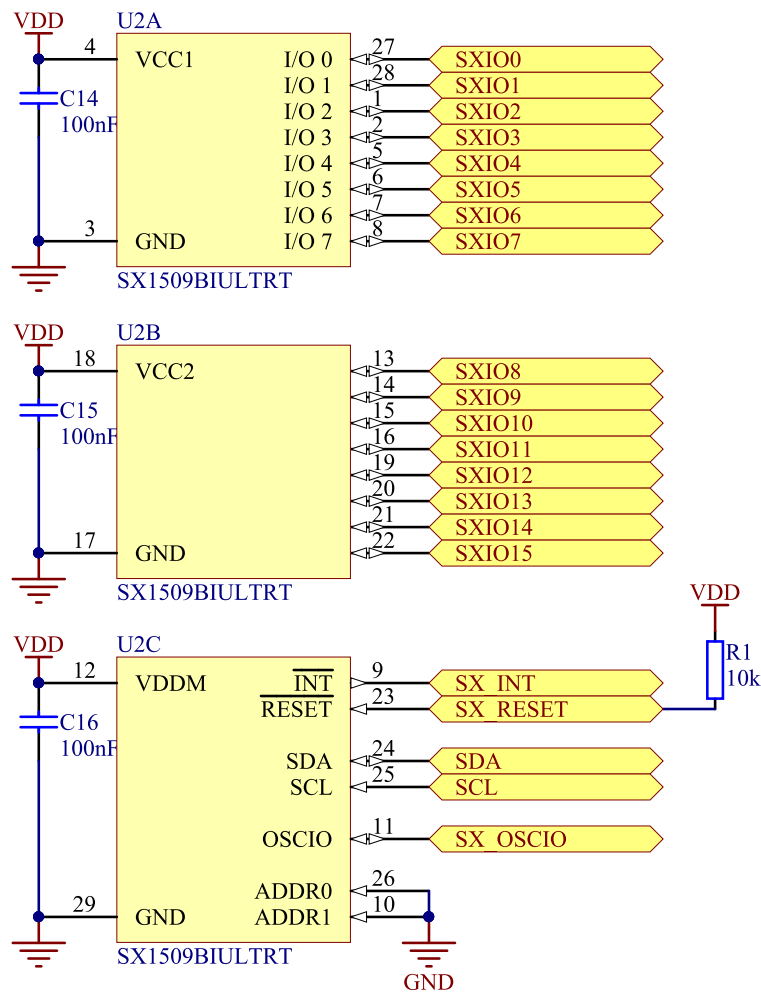 VDD
U2A
4
VCC1
I/O 0
27
SXIO0
C14
100nF
I/O 1
28
SXIO1
I/O 2
1
SXIO2
I/O 3
2
SXIO3
I/O 4
5
SXIO4
I/O 5
6
SXIO5
I/O 6
7
SXIO6
3
GND
I/O 7
8
SXIO7
SX1509BIULTRT
VDD
U2B
18
VCC2
13
SXIO8
C15
100nF
14
SXIO9
15
SXIO10
16
SXIO11
19
SXIO12
20
SXIO13
21
SXIO14
17
GND
22
SXIO15
SX1509BIULTRT
VDD
R1
10k
VDD
U2C
12
VDDM
INT
9
SX_INT
C16
100nF
RESET
23
SX_RESET
SDA
24
SDA
SCL
25
SCL
OSCIO
11
SX_OSCIO
ADDR0
26
29
GND
ADDR1
10
SX1509BIULTRT
GND